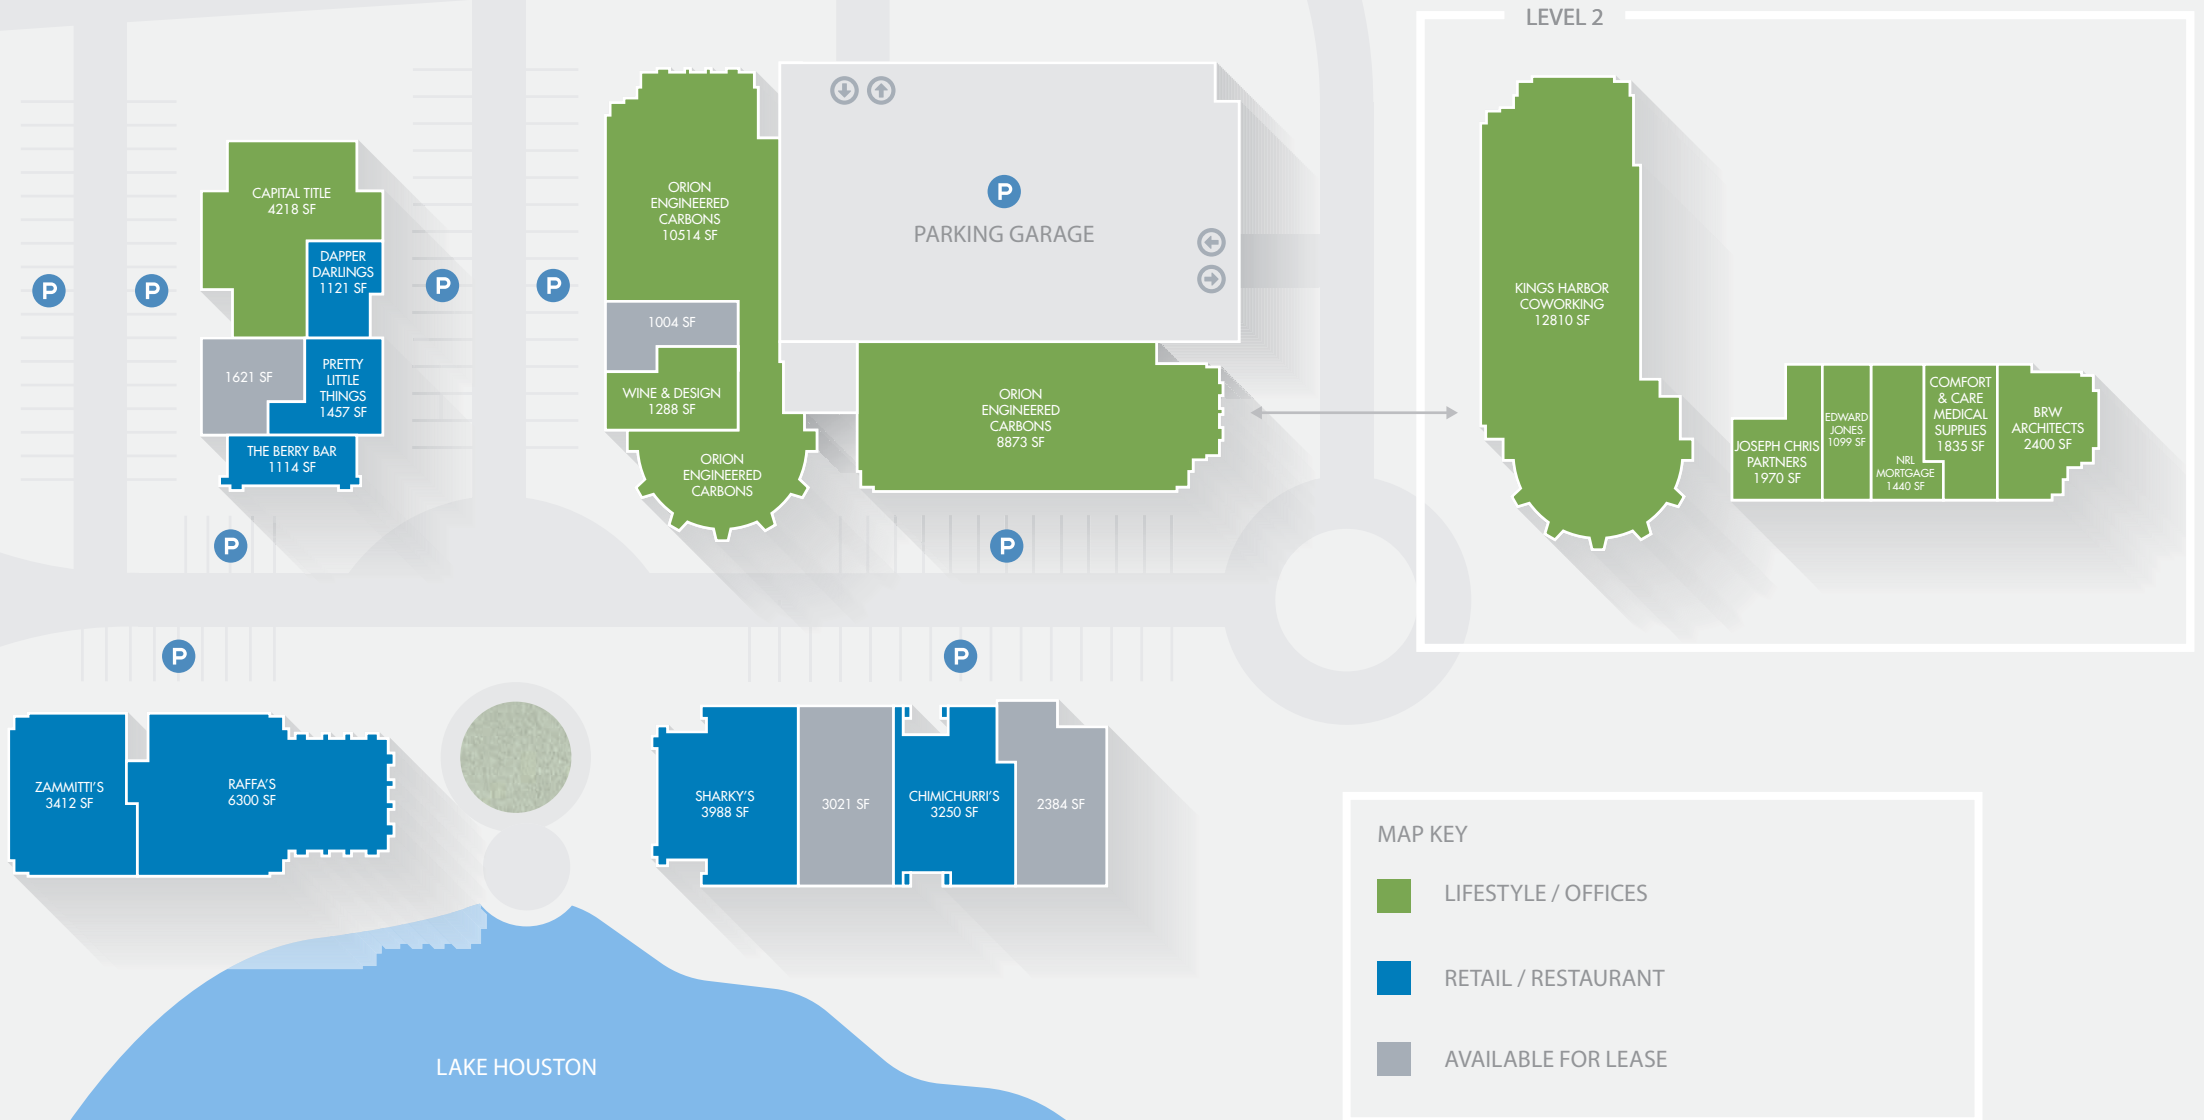 LEVEL 2
CAPITAL TITLE
4218 SF
DAPPER
DARLINGS
1121 SF
1621 SF
PRETTY
LITTLE
THINGS
1457 SF
THE BERRY BAR
1114 SF
P
P
P
P
P
ORION
ENGINEERED
CARBONS
10514 SF
1004 SF
WINE & DESIGN
1288 SF
ORION
ENGINEERED
CARBONS
P
PARKING GARAGE
ORION
ENGINEERED
CARBONS
8873 SF
P
KINGS HARBOR
COWORKING
12810 SF
JOSEPH CHRIS
PARTNERS
1970 SF
EDWARD
JONES
1099 SF
NRL
MORTGAGE
1440 SF
COMFORT
& CARE
MEDICAL
SUPPLIES
1835 SF
BRW
ARCHITECTS
2400 SF
P
P
ZAMMITTI'S
3412 SF
RAFFA'S
6300 SF
SHARKY'S
3988 SF
3021 SF
CHIMICHURRI'S
3250 SF
2384 SF
LAKE HOUSTON
MAP KEY
LIFESTYLE / OFFICES
RETAIL / RESTAURANT
AVAILABLE FOR LEASE